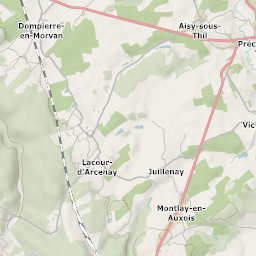 Dompierre-
en-Morvan
Aisy-sous-
Thil
Préc
Vic
Lacour-
d'Arcenay
Juillenay
Montlay-en-
Auxois